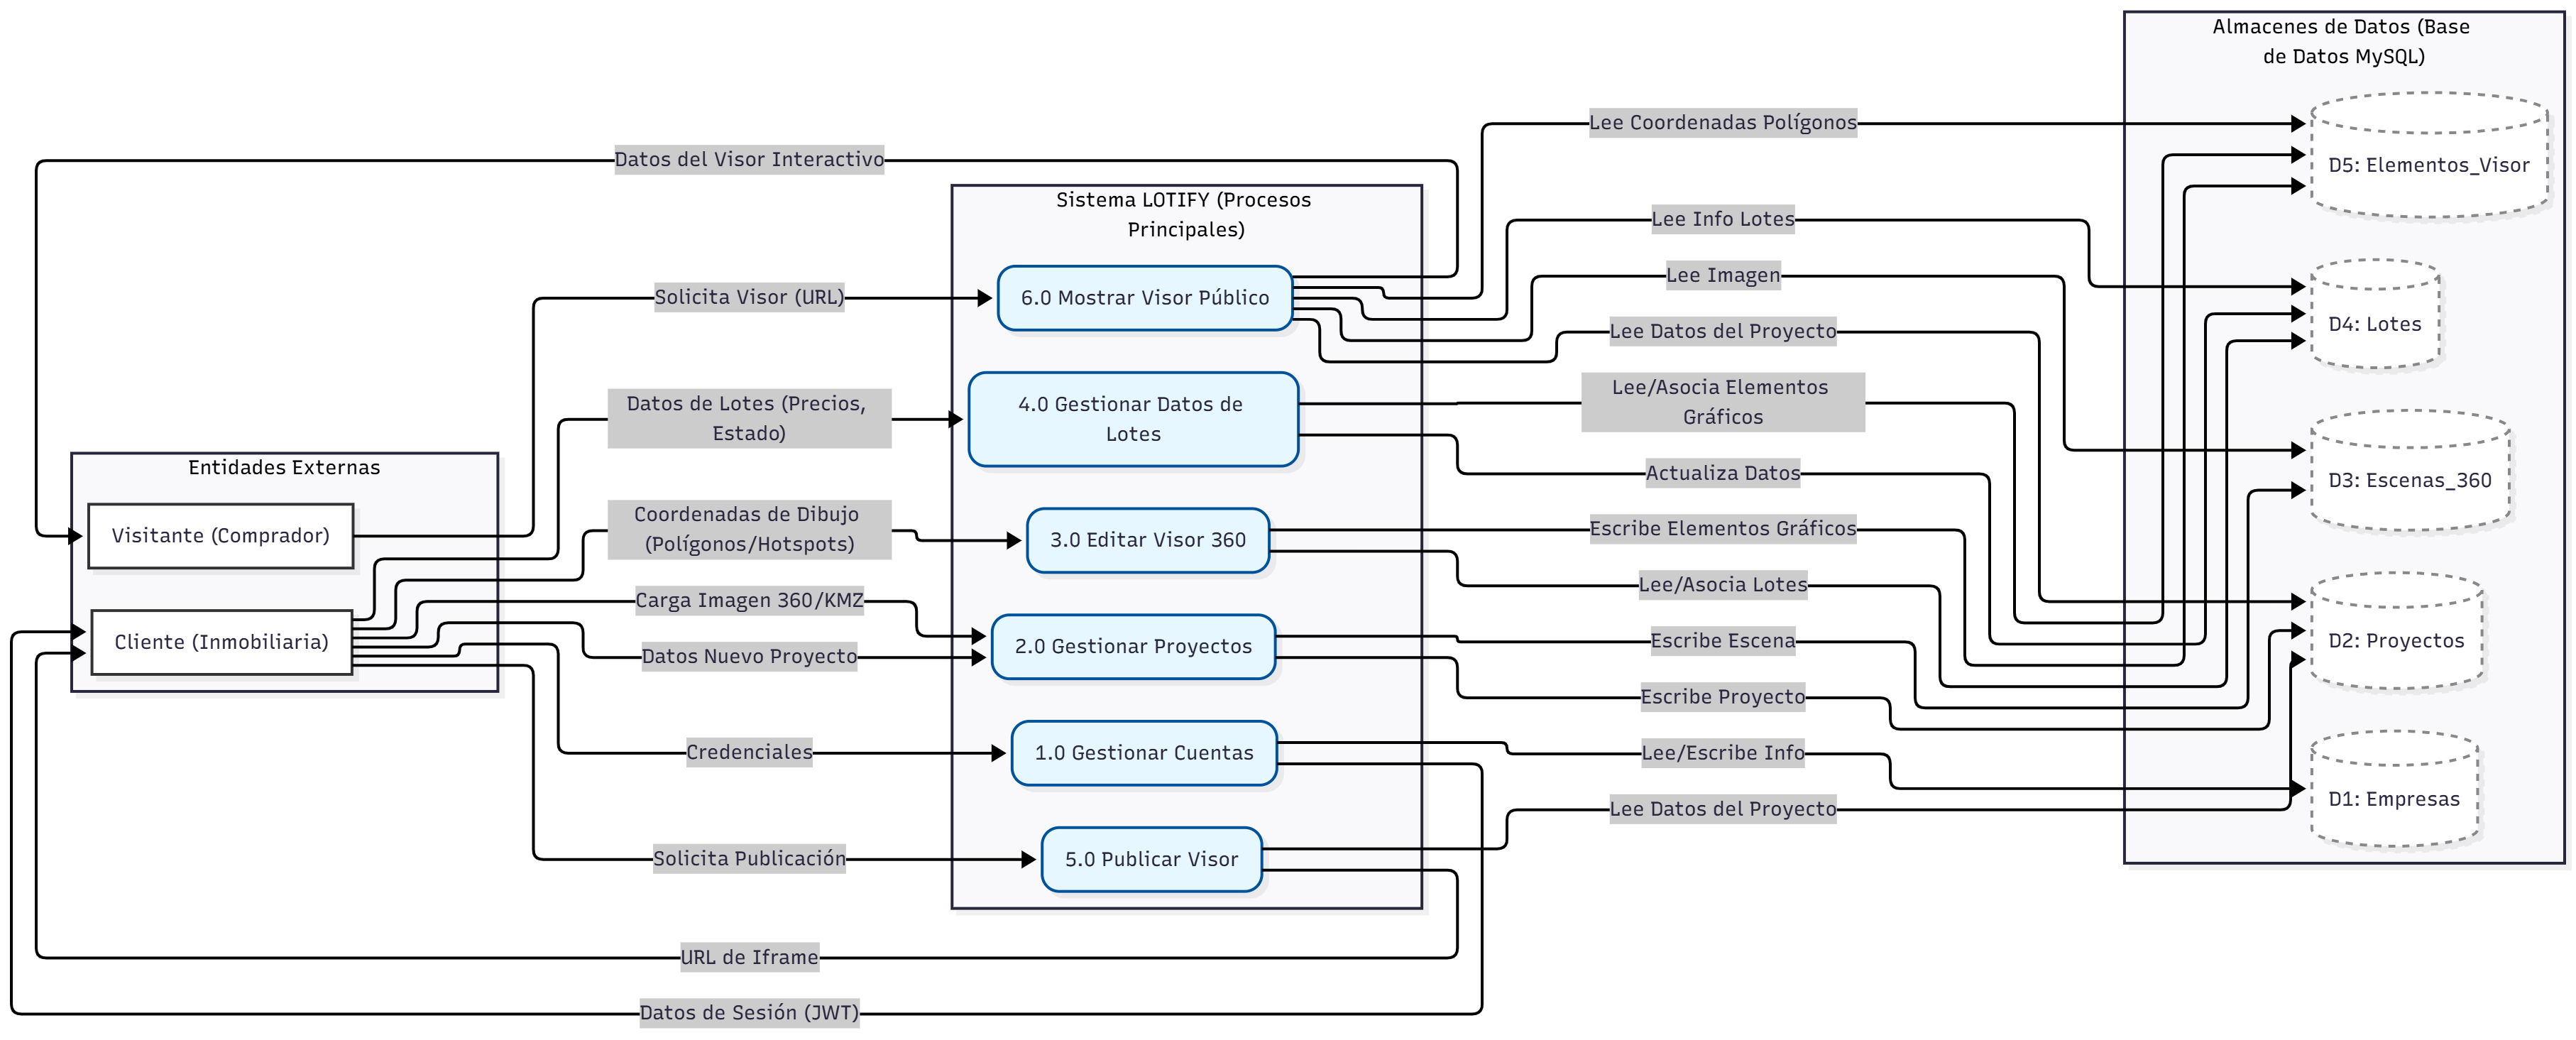 Entidades Externas
Visitante (Comprador)
Cliente (Inmobiliaria)
Datos del Visor Interactivo
Solicita Visor (URL)
Datos de Lotes (Precios,
Estado)
Coordenadas de Dibujo
(Polígonos/Hotspots)
Carga Imagen 360/KMZ
Datos Nuevo Proyecto
Credenciales
Solicita Publicación
URL de Iframe
Datos de Sesión (JWT)
Sistema LOTIFY (Procesos
Principales)
6.0 Mostrar Visor Público
4.0 Gestionar Datos de
Lotes
3.0 Editar Visor 360
2.0 Gestionar Proyectos
1.0 Gestionar Cuentas
5.0 Publicar Visor
Lee Coordenadas Polígonos
Lee Info Lotes
Lee Imagen
Lee Datos del Proyecto
Lee/Asocia Elementos
Gráficos
Actualiza Datos
Escribe Elementos Gráficos
Lee/Asocia Lotes
Escribe Escena
Escribe Proyecto
Lee/Escribe Info
Lee Datos del Proyecto
Almacenes de Datos (Base
de Datos MySQL)
D5: Elementos_Visor
D4: Lotes
D3: Escenas_360
D2: Proyectos
D1: Empresas